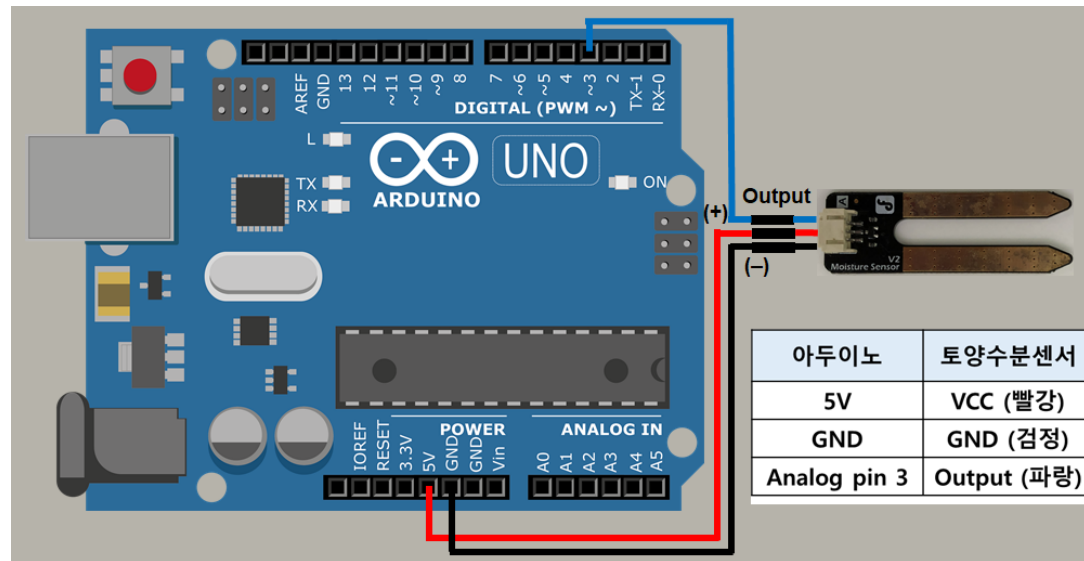 AREF
GND
13
12
~11
~10
~9
8
7
~6
~5
4
~3
2
TX-1
RX-0
DIGITAL (PWM ~)
L
TX
RX
ARDUINO
UNO
ON
Output
(+)
(−)
A
V2
Moisture Sensor
아두이노 토양수분센서
5V VCC (빨강)
GND GND (검정)
Analog pin 3 Output (파랑)
POWER
ANALOG IN
IOREF
RESET
3.3V
5V
GND
GND
Vin
A0
A1
A2
A3
A4
A5